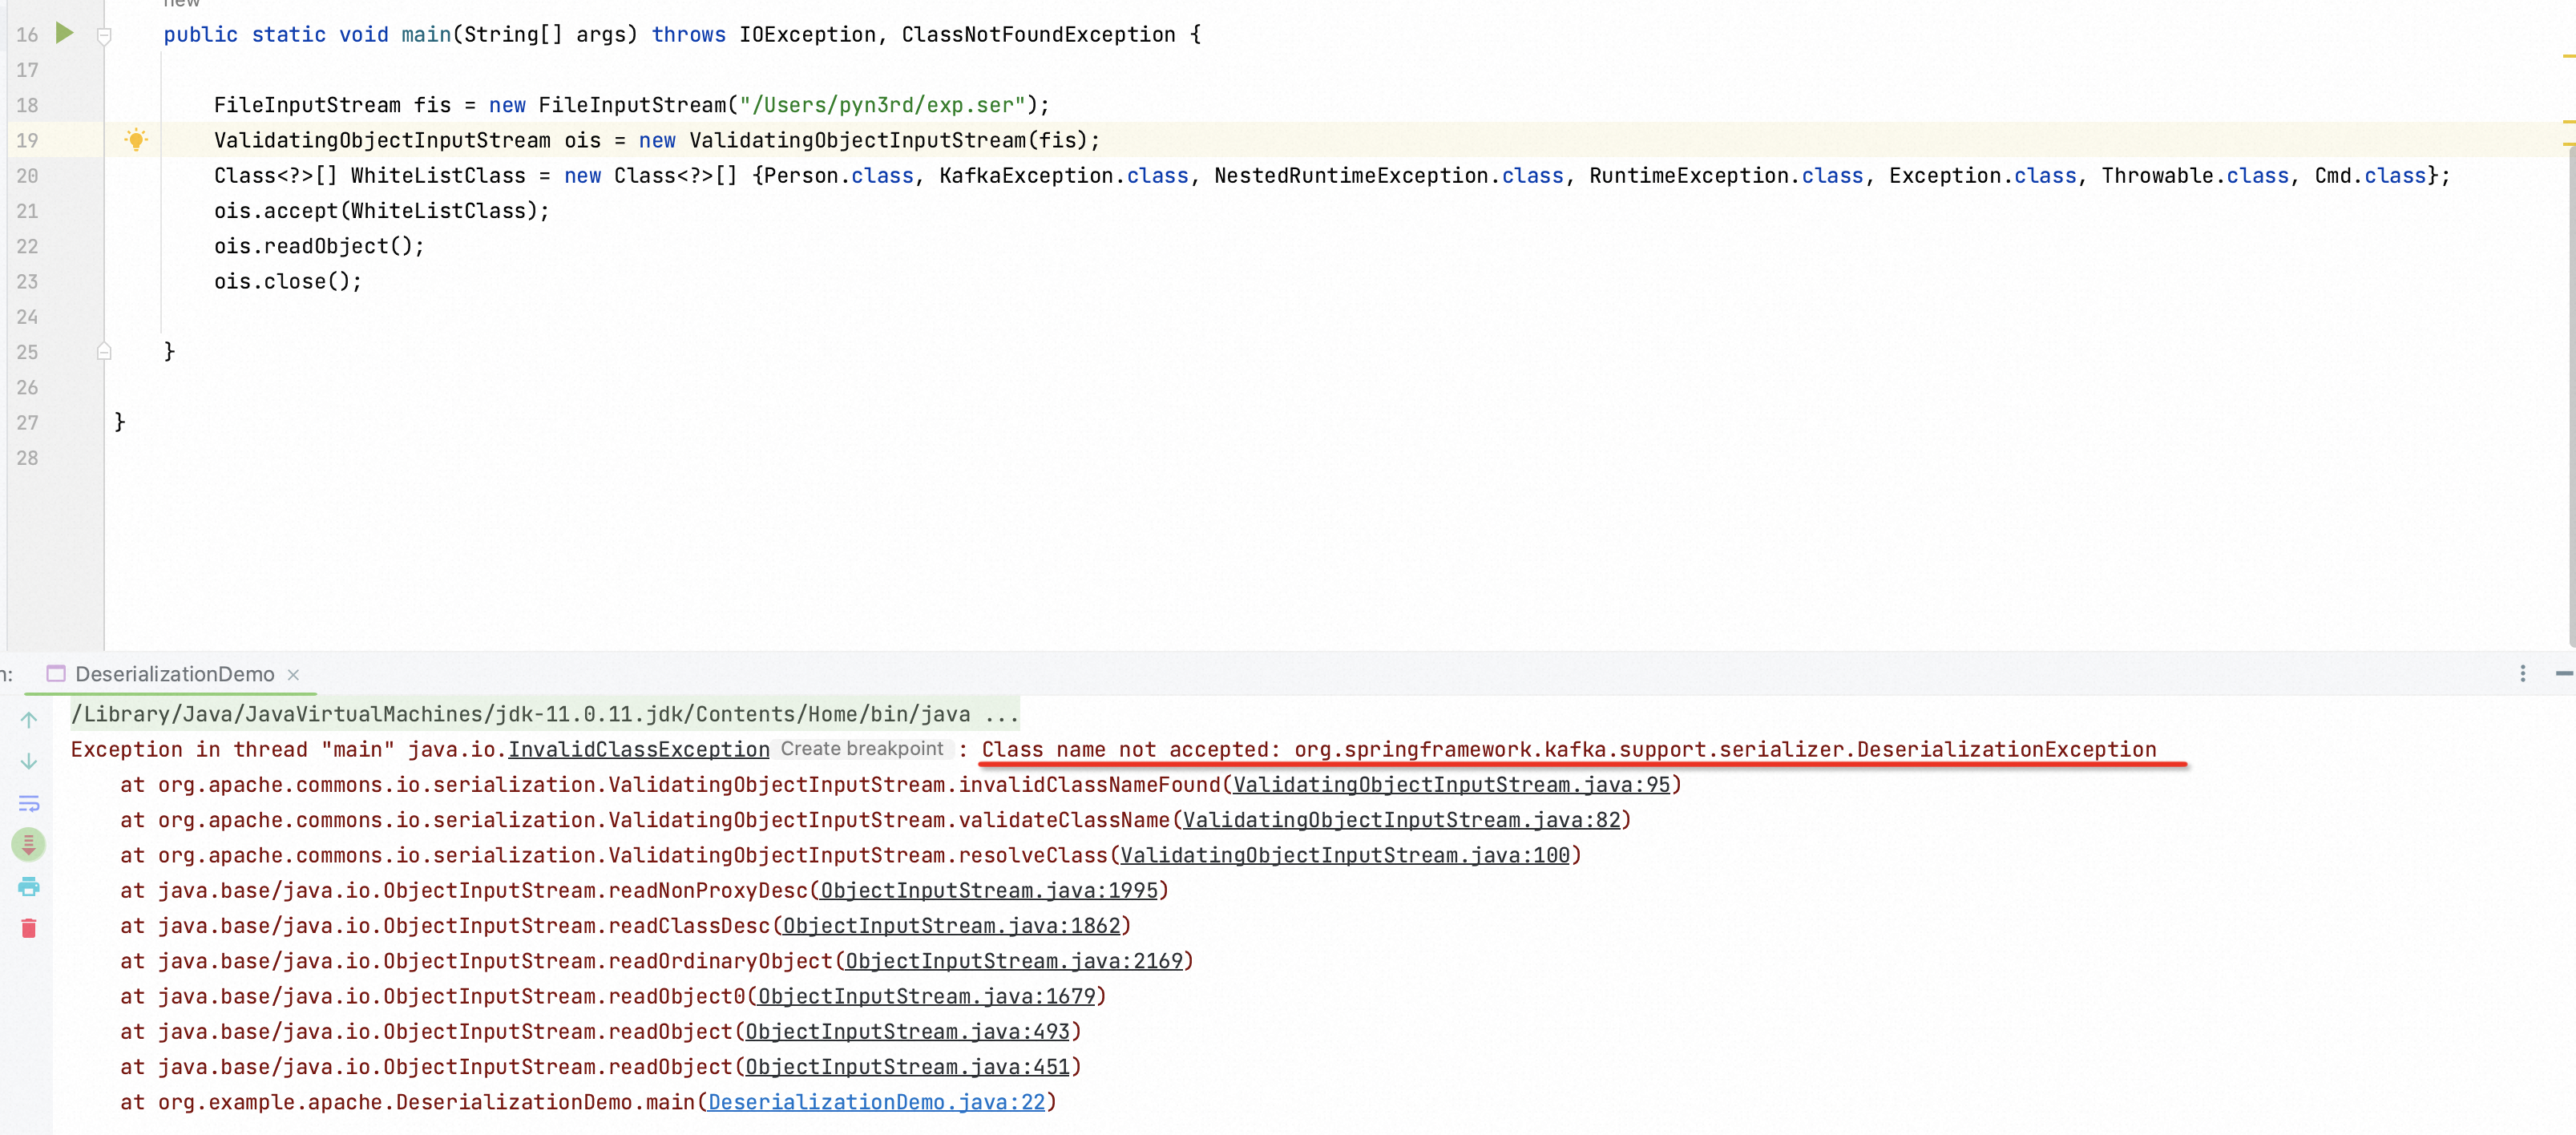 new
16 public static void main(String[] args) throws IOException, ClassNotFoundException {
17
18 FileInputStream fis = new FileInputStream("/Users/pyn3rd/exp.ser");
19 ValidatingObjectInputStream ois = new ValidatingObjectInputStream(fis);
20 Class<?>[] WhiteListClass = new Class<?>[] {Person.class, KafkaException.class, NestedRuntimeException.class, RuntimeException.class, Exception.class, Throwable.class, Cmd.class};
21 ois.accept(WhiteListClass);
22 ois.readObject();
23 ois.close();
24
25 }
26
27 }
28
n: DeserializationDemo ×
/Library/Java/JavaVirtualMachines/jdk-11.0.11.jdk/Contents/Home/bin/java ...
Exception in thread "main" java.io.InvalidClassException Create breakpoint : Class name not accepted: org.springframework.kafka.support.serializer.DeserializationException
at org.apache.commons.io.serialization.ValidatingObjectInputStream.invalidClassNameFound(ValidatingObjectInputStream.java:95)
at org.apache.commons.io.serialization.ValidatingObjectInputStream.validateClassName(ValidatingObjectInputStream.java:82)
at org.apache.commons.io.serialization.ValidatingObjectInputStream.resolveClass(ValidatingObjectInputStream.java:100)
at java.base/java.io.ObjectInputStream.readNonProxyDesc(ObjectInputStream.java:1995)
at java.base/java.io.ObjectInputStream.readClassDesc(ObjectInputStream.java:1862)
at java.base/java.io.ObjectInputStream.readOrdinaryObject(ObjectInputStream.java:2169)
at java.base/java.io.ObjectInputStream.readObject0(ObjectInputStream.java:1679)
at java.base/java.io.ObjectInputStream.readObject(ObjectInputStream.java:493)
at java.base/java.io.ObjectInputStream.readObject(ObjectInputStream.java:451)
at org.example.apache.DeserializationDemo.main(DeserializationDemo.java:22)